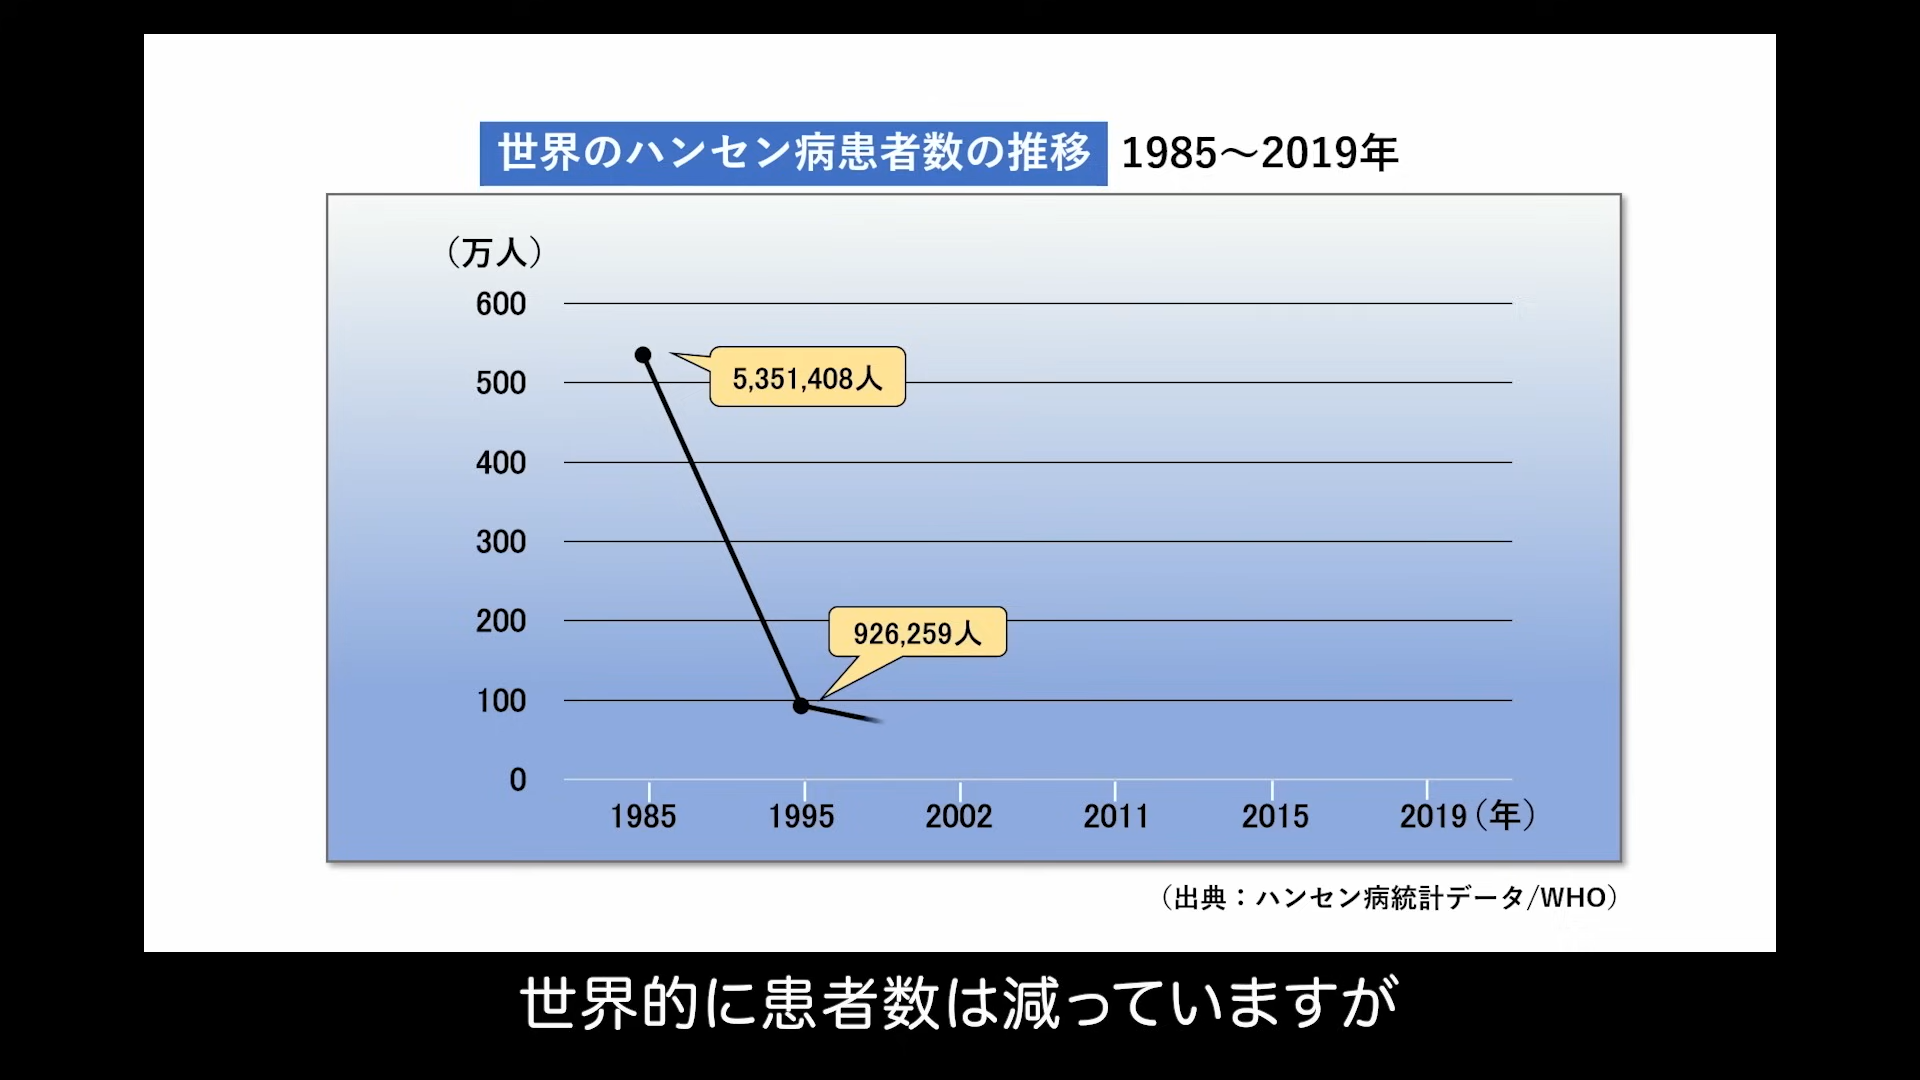 世界のハンセン病患者数の推移 1985～2019年
（万人）
600
5,351,408人
500
400
300
200
926,259人
100
0
1985 1995 2002 2011 2015 2019（年）
（出典：ハンセン病統計データ/WHO）
世界的に患者数は減っていますが